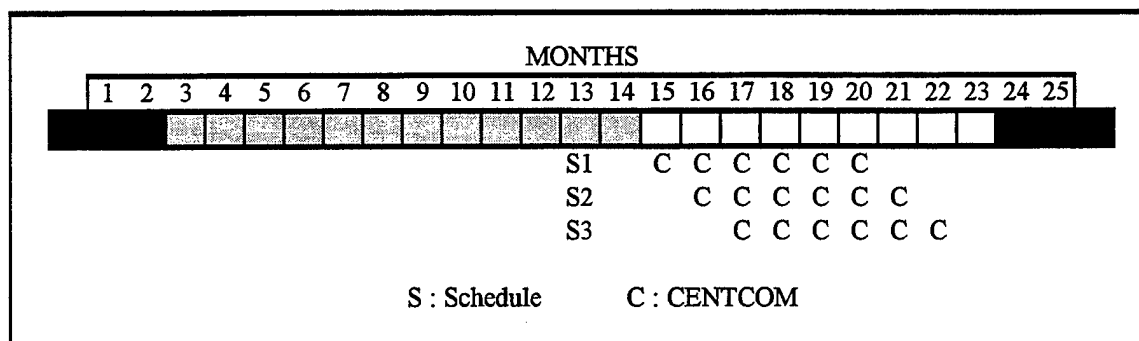 MONTHS
1 2 3 4 5 6 7 8 9 10 11 12 13 14 15 16 17 18 19 20 21 22 23 24 25
S1 C C C C C C
S2 C C C C C C
S3 C C C C C C
S : Schedule C : CENTCOM